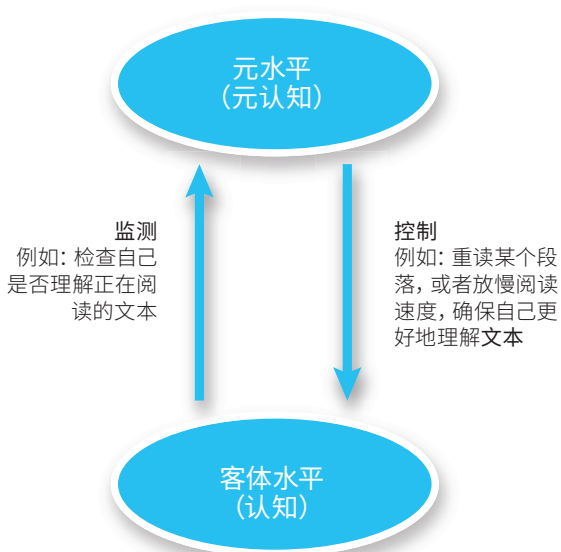 元水平
（元认知）
监测
例如：检查自己
是否理解正在阅
读的文本
控制
例如：重读某个段
落，或者放慢阅读
速度，确保自己更
好地理解文本
客体水平
（认知）